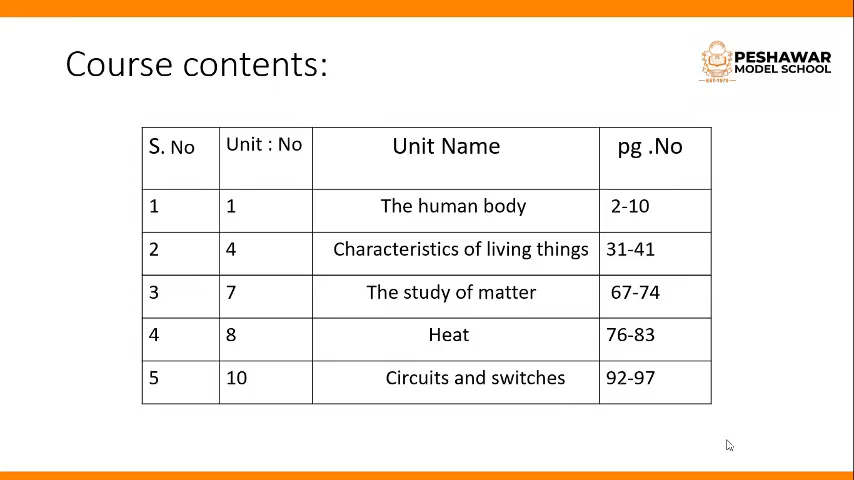 Course contents:
PESHAWAR
MODEL SCHOOL
EST-1973
S. No Unit : No Unit Name pg .No
1 1 The human body 2-10
2 4 Characteristics of living things 31-41
3 7 The study of matter 67-74
4 8 Heat 76-83
5 10 Circuits and switches 92-97